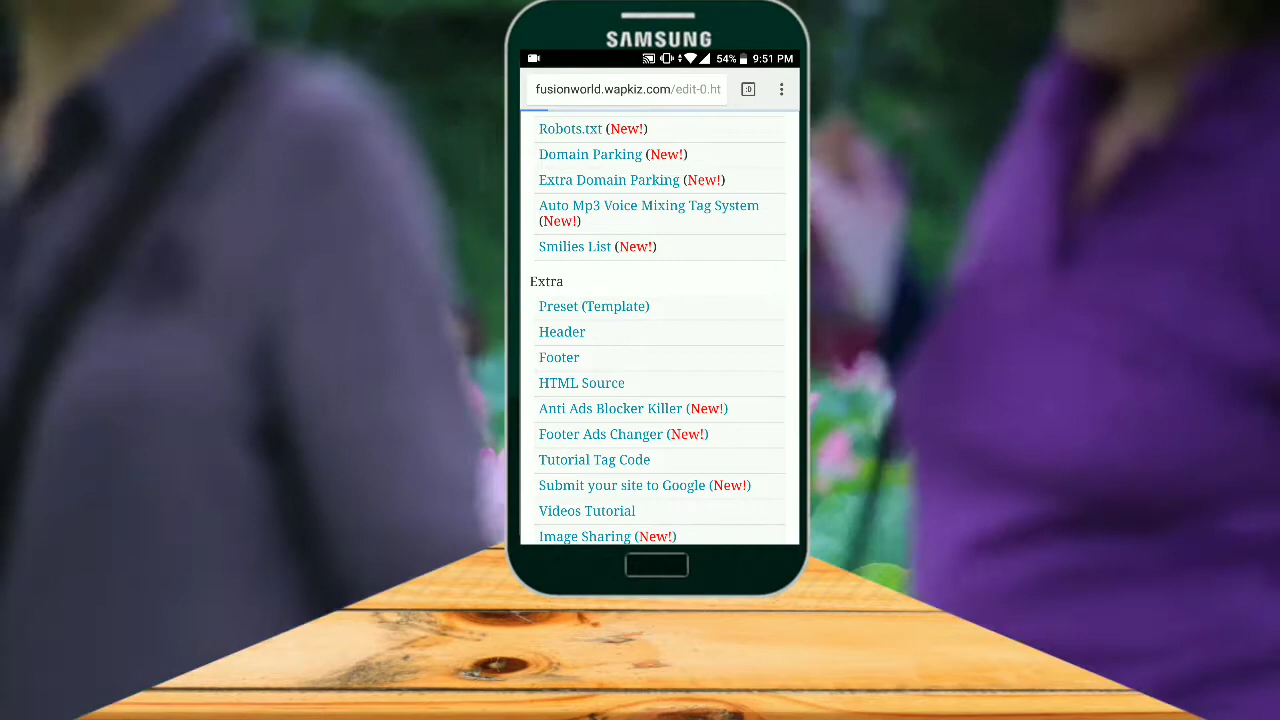 SAMSUNG
54% 9:51 PM
fusionworld.wapkiz.com/edit-0.ht
:D
Robots.txt (New!)
Domain Parking (New!)
Extra Domain Parking (New!)
Auto Mp3 Voice Mixing Tag System
(New!)
Smilies List (New!)
Extra
Preset (Template)
Header
Footer
HTML Source
Anti Ads Blocker Killer (New!)
Footer Ads Changer (New!)
Tutorial Tag Code
Submit your site to Google (New!)
Videos Tutorial
Image Sharing (New!)